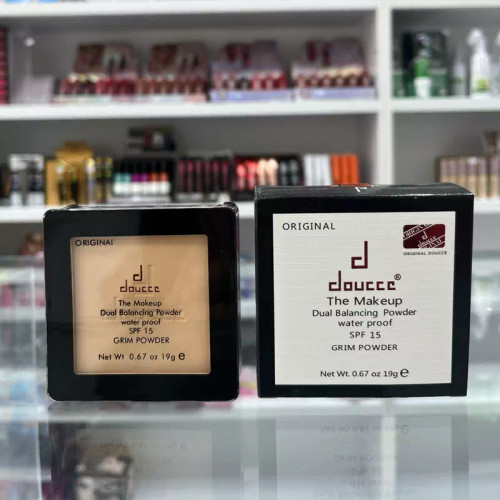 ORIGINAL
d
doucce
The Makeup
Dual Balancing Powder
water proof
SPF 15
GRIM POWDER
Net Wt. 0.67 oz 19g e
ORIGINAL
d
doucce®
The Makeup
Dual Balancing Powder
water proof
SPF 15
GRIM POWDER
Net Wt. 0.67 oz 19g e
ORIGINAL DOUCCE